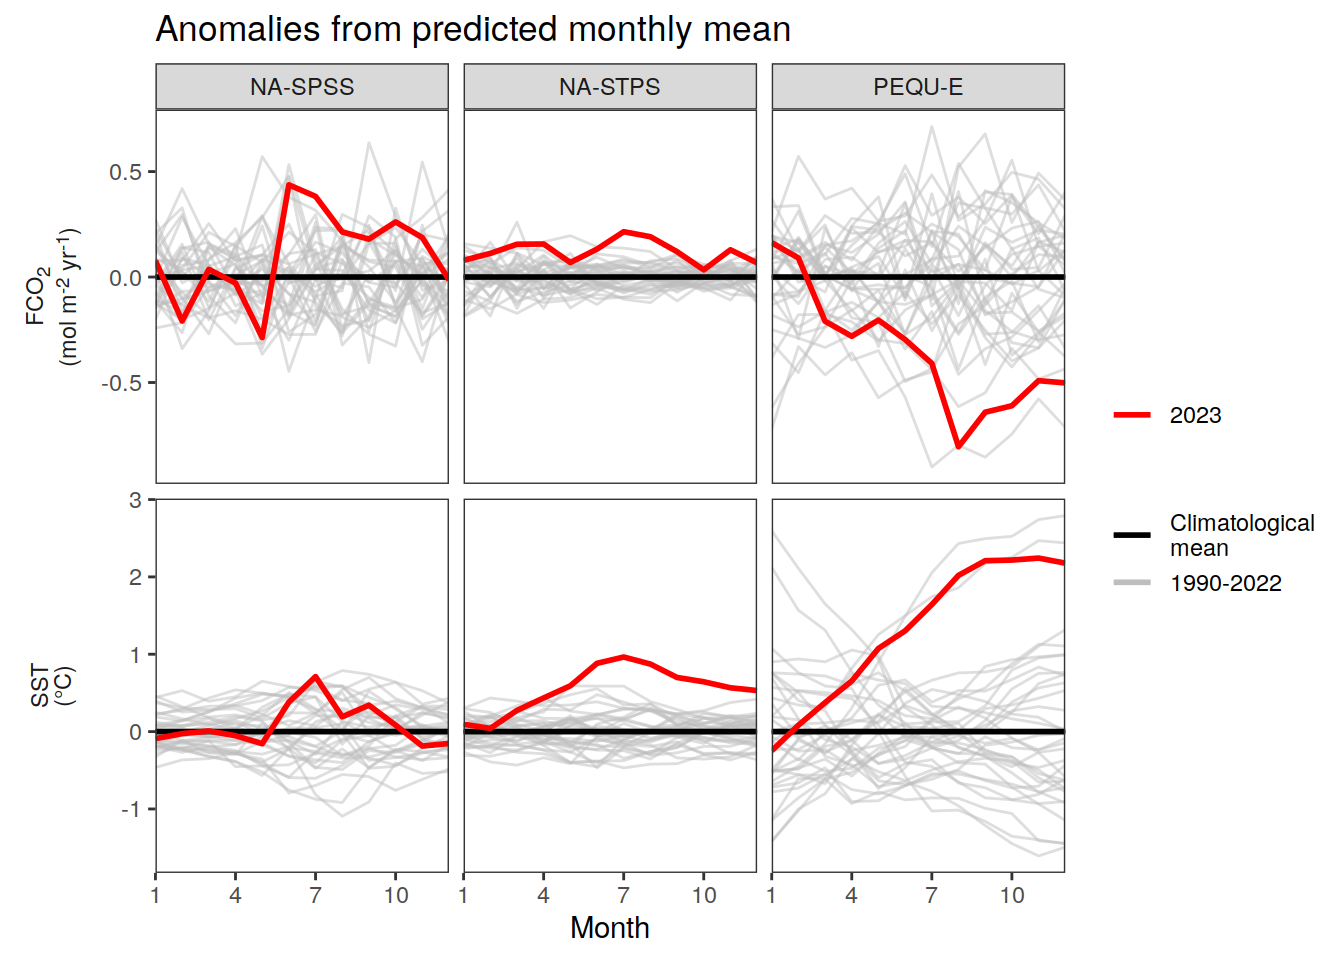 Anomalies from predicted monthly mean
NA-SPSS
NA-STPS
PEQU-E
FCO₂
(mol m⁻² yr⁻¹)
0.5
0.0
-0.5
SST
(°C)
3
2
1
0
-1
1 4 7 10
1 4 7 10
1 4 7 10
Month
2023
Climatological
mean
1990-2022